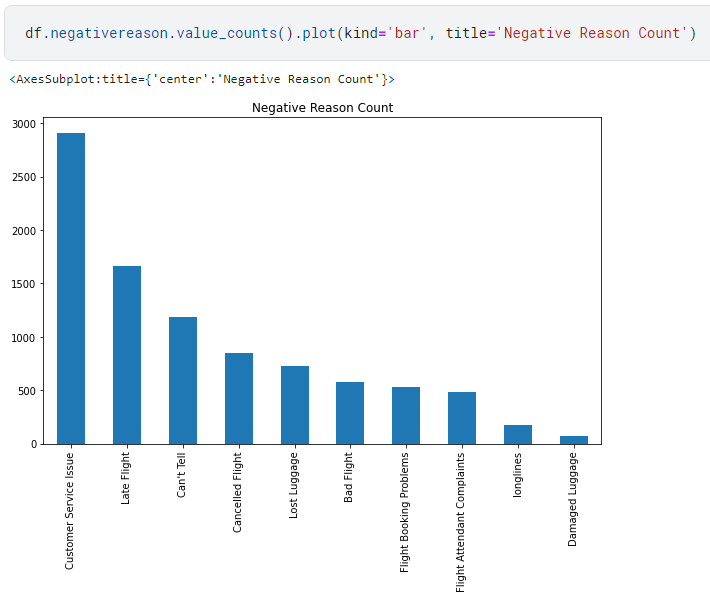 df.negativereason.value_counts().plot(kind='bar', title='Negative Reason Count')
<AxesSubplot:title={'center':'Negative Reason Count'}>
Negative Reason Count
3000
2500
2000
1500
1000
500
0
Customer Service Issue
Late Flight
Can't Tell
Cancelled Flight
Lost Luggage
Bad Flight
Flight Booking Problems
Flight Attendant Complaints
longlines
Damaged Luggage